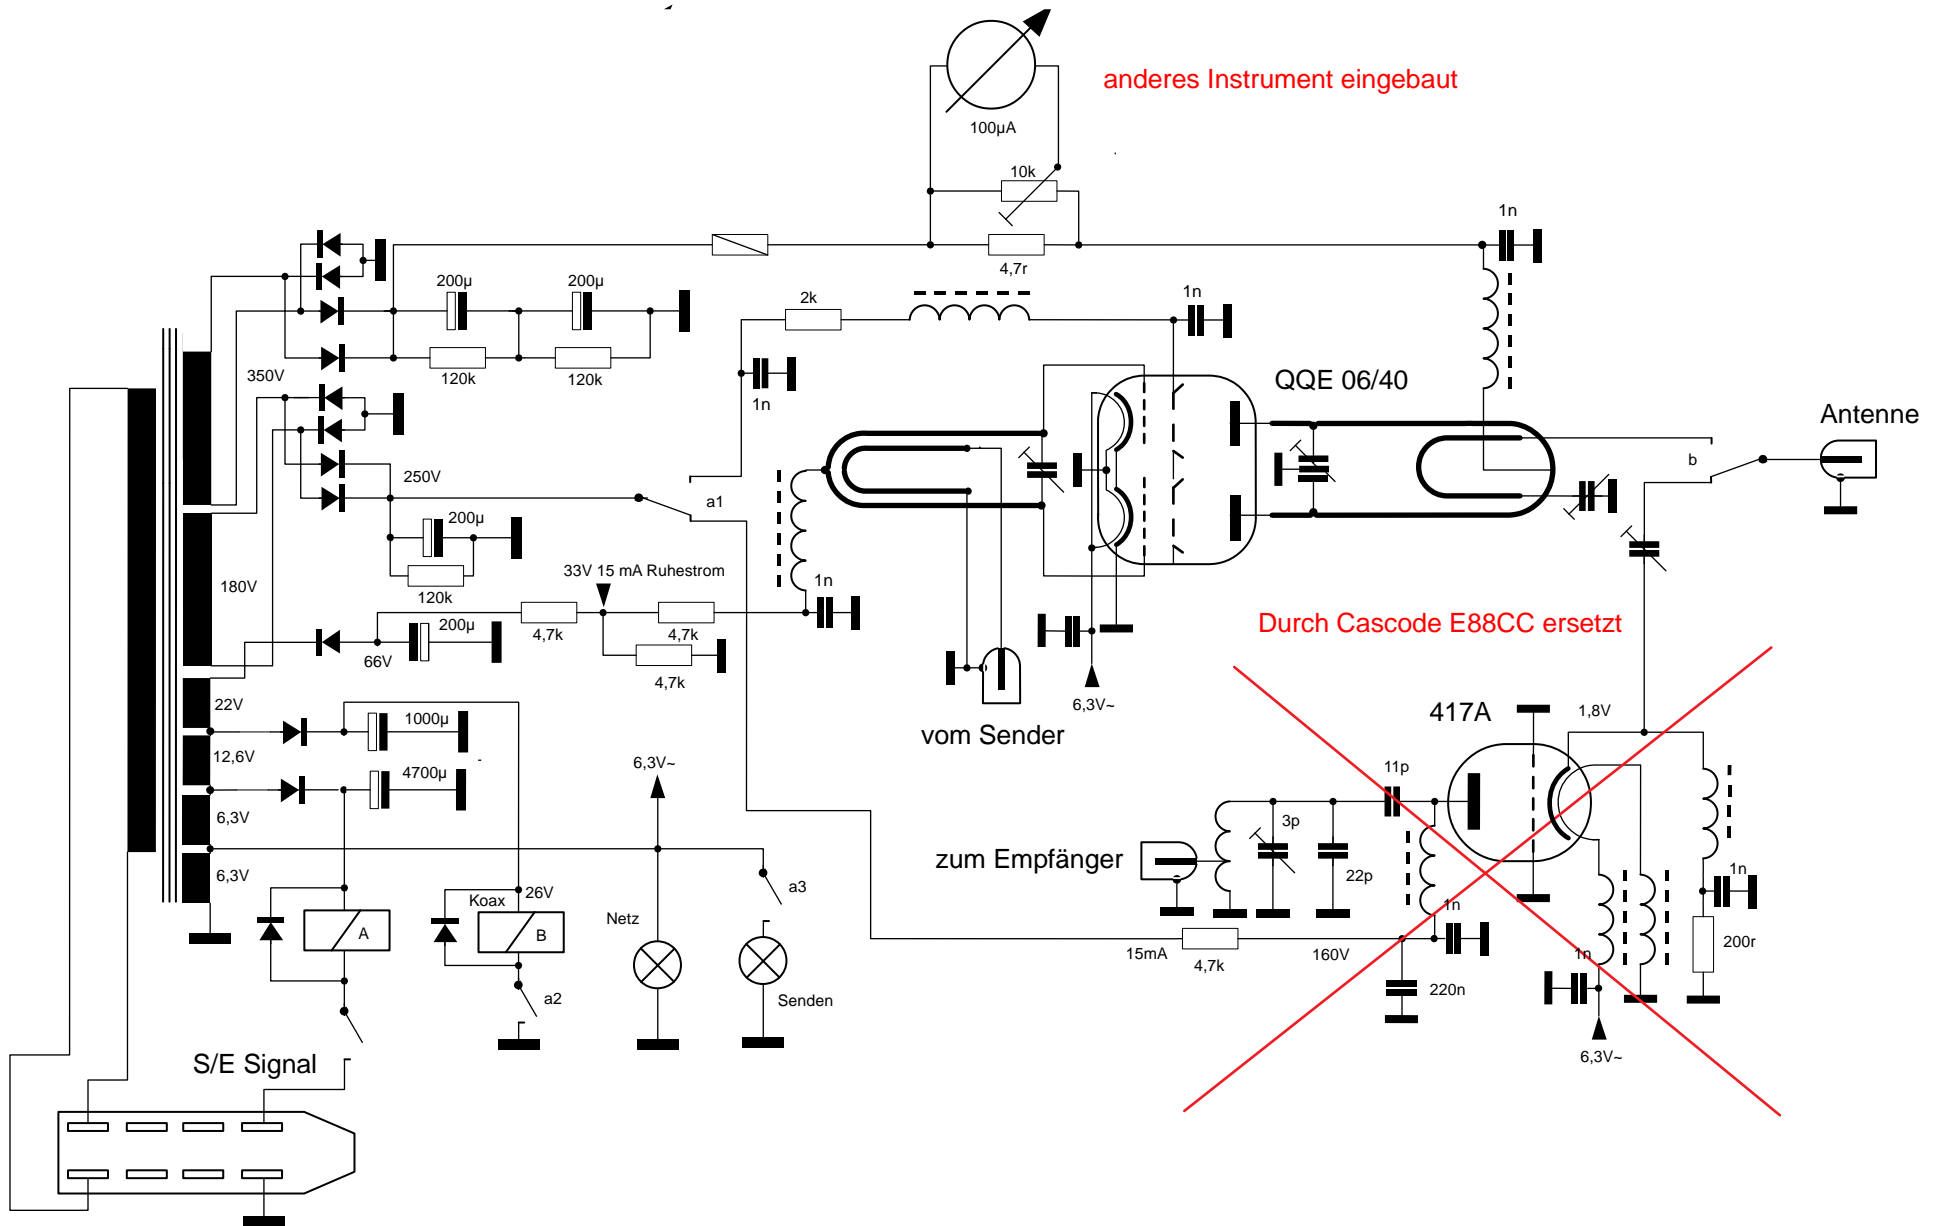 anderes Instrument eingebaut
100µA
10k
4,7r
1n
200µ
200µ
120k
120k
350V
2k
1n
1n
QQE 06/40
Antenne
b
250V
a1
200µ
120k
180V
33V 15 mA Ruhestrom
4,7k
4,7k
4,7k
1n
200µ
66V
22V
1000µ
12,6V
4700µ
6,3V
6,3V
6,3V~
vom Sender
6,3V~
Durch Cascode E88CC ersetzt
417A
1,8V
11p
3p
22p
zum Empfänger
1n
1n
200r
15mA
4,7k
160V
220n
1n
6,3V~
Koax
26V
A
B
a2
a3
Netz
Senden
S/E Signal